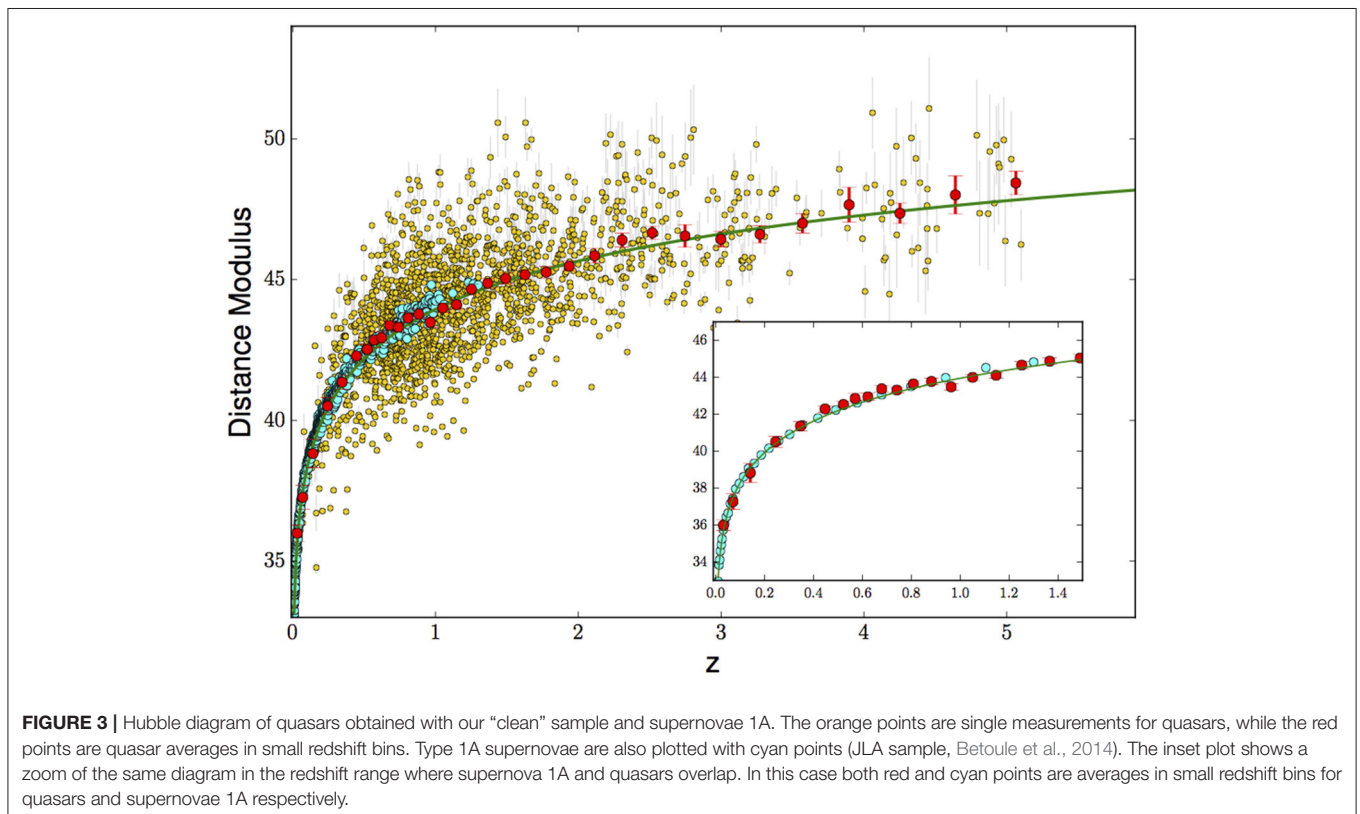 50
45
40
35
Distance Modulus
46
44
42
40
38
36
34
0.0 0.2 0.4 0.6 0.8 1.0 1.2 1.4
0 1 2 3 4 5
z
FIGURE 3 | Hubble diagram of quasars obtained with our “clean” sample and supernovae 1A. The orange points are single measurements for quasars, while the red
points are quasar averages in small redshift bins. Type 1A supernovae are also plotted with cyan points (JLA sample, Betoule et al., 2014). The inset plot shows a
zoom of the same diagram in the redshift range where supernova 1A and quasars overlap. In this case both red and cyan points are averages in small redshift bins for
quasars and supernovae 1A respectively.